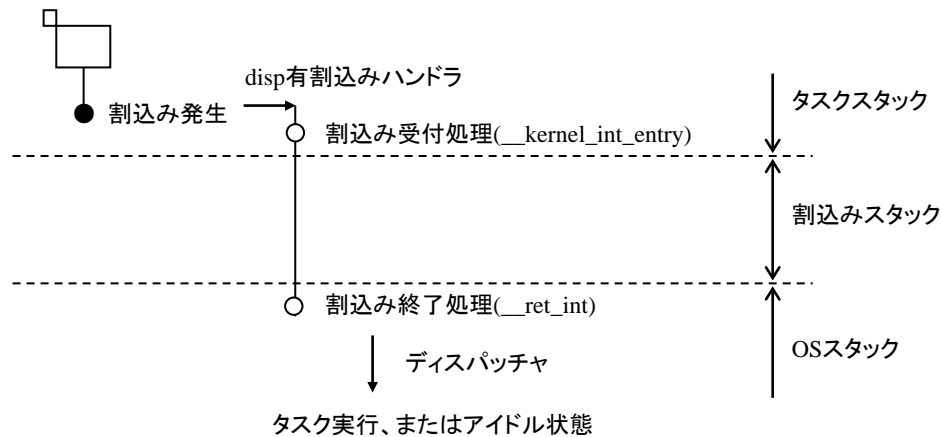 disp有割込みハンドラ
タスクスタック
割込み発生
割込み受付処理(__kernel_int_entry)
割込みスタック
割込み終了処理(__ret_int)
OSスタック
ディスパッチャ
タスク実行、またはアイドル状態